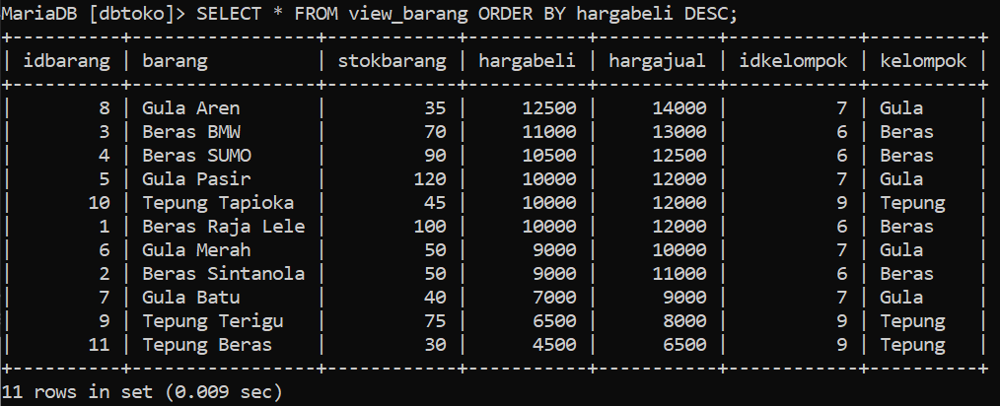 MariaDB [dbtoko]> SELECT * FROM view_barang ORDER BY hargabeli DESC;
+----------+------------------+------------+-----------+-----------+------------+----------+
| idbarang | barang           | stokbarang | hargabeli | hargajual | idkelompok | kelompok |
+----------+------------------+------------+-----------+-----------+------------+----------+
|        8 | Gula Aren        |         35 |     12500 |     14000 |          7 | Gula     |
|        3 | Beras BMW        |         70 |     11000 |     13000 |          6 | Beras    |
|        4 | Beras SUMO       |         90 |     10500 |     12500 |          6 | Beras    |
|        5 | Gula Pasir       |        120 |     10000 |     12000 |          7 | Gula     |
|       10 | Tepung Tapioka   |         45 |     10000 |     12000 |          9 | Tepung   |
|        1 | Beras Raja Lele  |        100 |     10000 |     12000 |          6 | Beras    |
|        6 | Gula Merah       |         50 |      9000 |     10000 |          7 | Gula     |
|        2 | Beras Sintanola  |         50 |      9000 |     11000 |          6 | Beras    |
|        7 | Gula Batu        |         40 |      7000 |      9000 |          7 | Gula     |
|        9 | Tepung Terigu    |         75 |      6500 |      8000 |          9 | Tepung   |
|       11 | Tepung Beras     |         30 |      4500 |      6500 |          9 | Tepung   |
+----------+------------------+------------+-----------+-----------+------------+----------+
11 rows in set (0.009 sec)